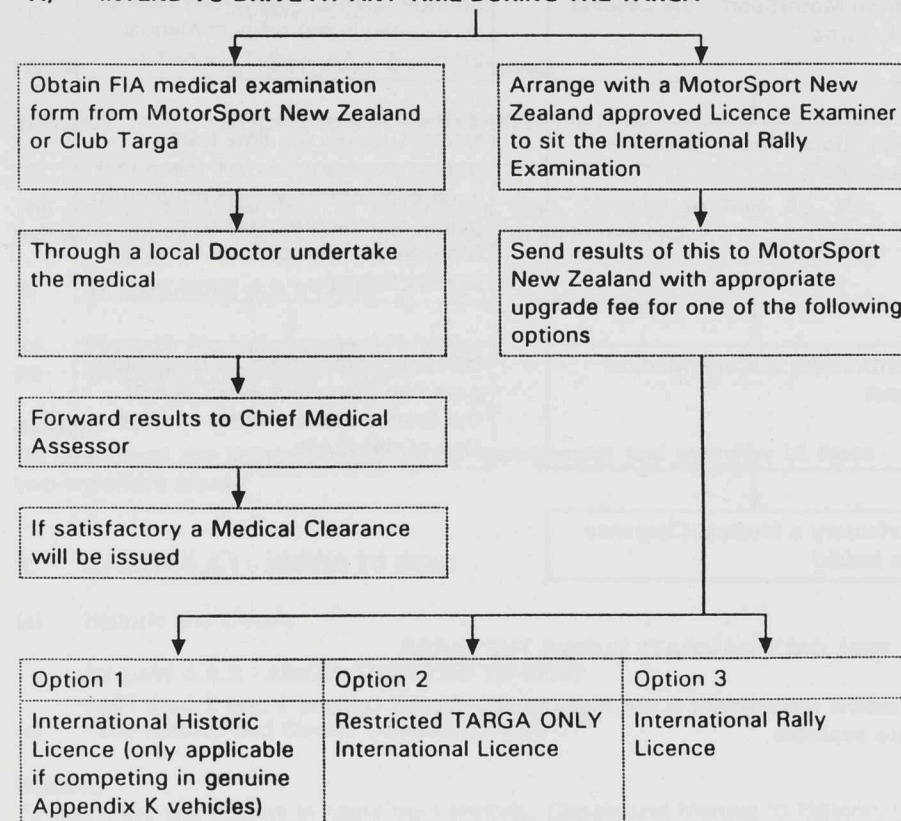 Obtain FIA medical examination
form from MotorSport New Zealand
or Club Targa
Arrange with a MotorSport New
Zealand approved Licence Examiner
to sit the International Rally
Examination
Through a local Doctor undertake
the medical
Send results of this to MotorSport
New Zealand with appropriate
upgrade fee for one of the following
options
Forward results to Chief Medical
Assessor
If satisfactory a Medical Clearance
will be issued
Option 1
International Historic
Licence (only applicable
if competing in genuine
Appendix K vehicles)
Option 2
Restricted TARGA ONLY
International Licence
Option 3
International Rally
Licence